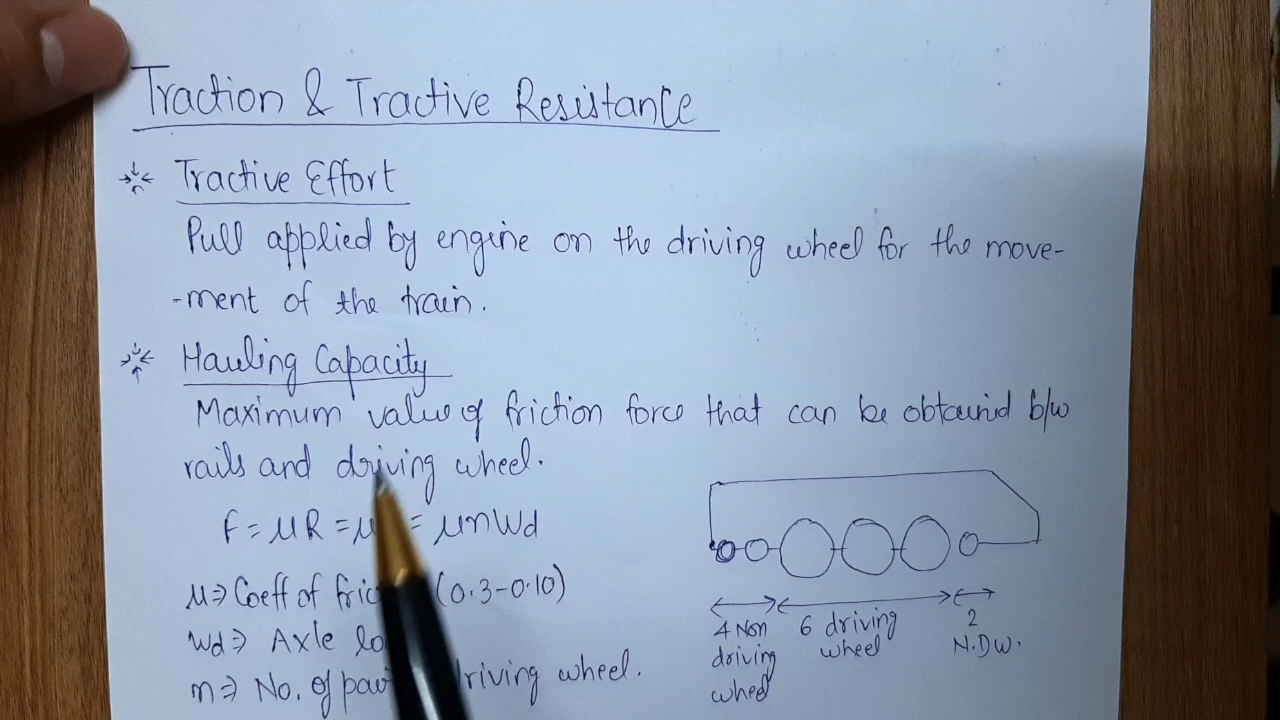 Traction & Tractive Resistance
Tractive Effort
Pull applied by engine on the driving wheel for the move-
-ment of the train.
Hauling Capacity
Maximum value of friction force that can be obtained b/w
rails and driving wheel.
F = μR = μ = μnWd
μ ⇒ Coeff of (0.3-0.10)
Wd ⇒ Axle
n ⇒ No. of driving wheel.
4 Non
driving
wheel
6 driving
wheel
2
N.D.W.